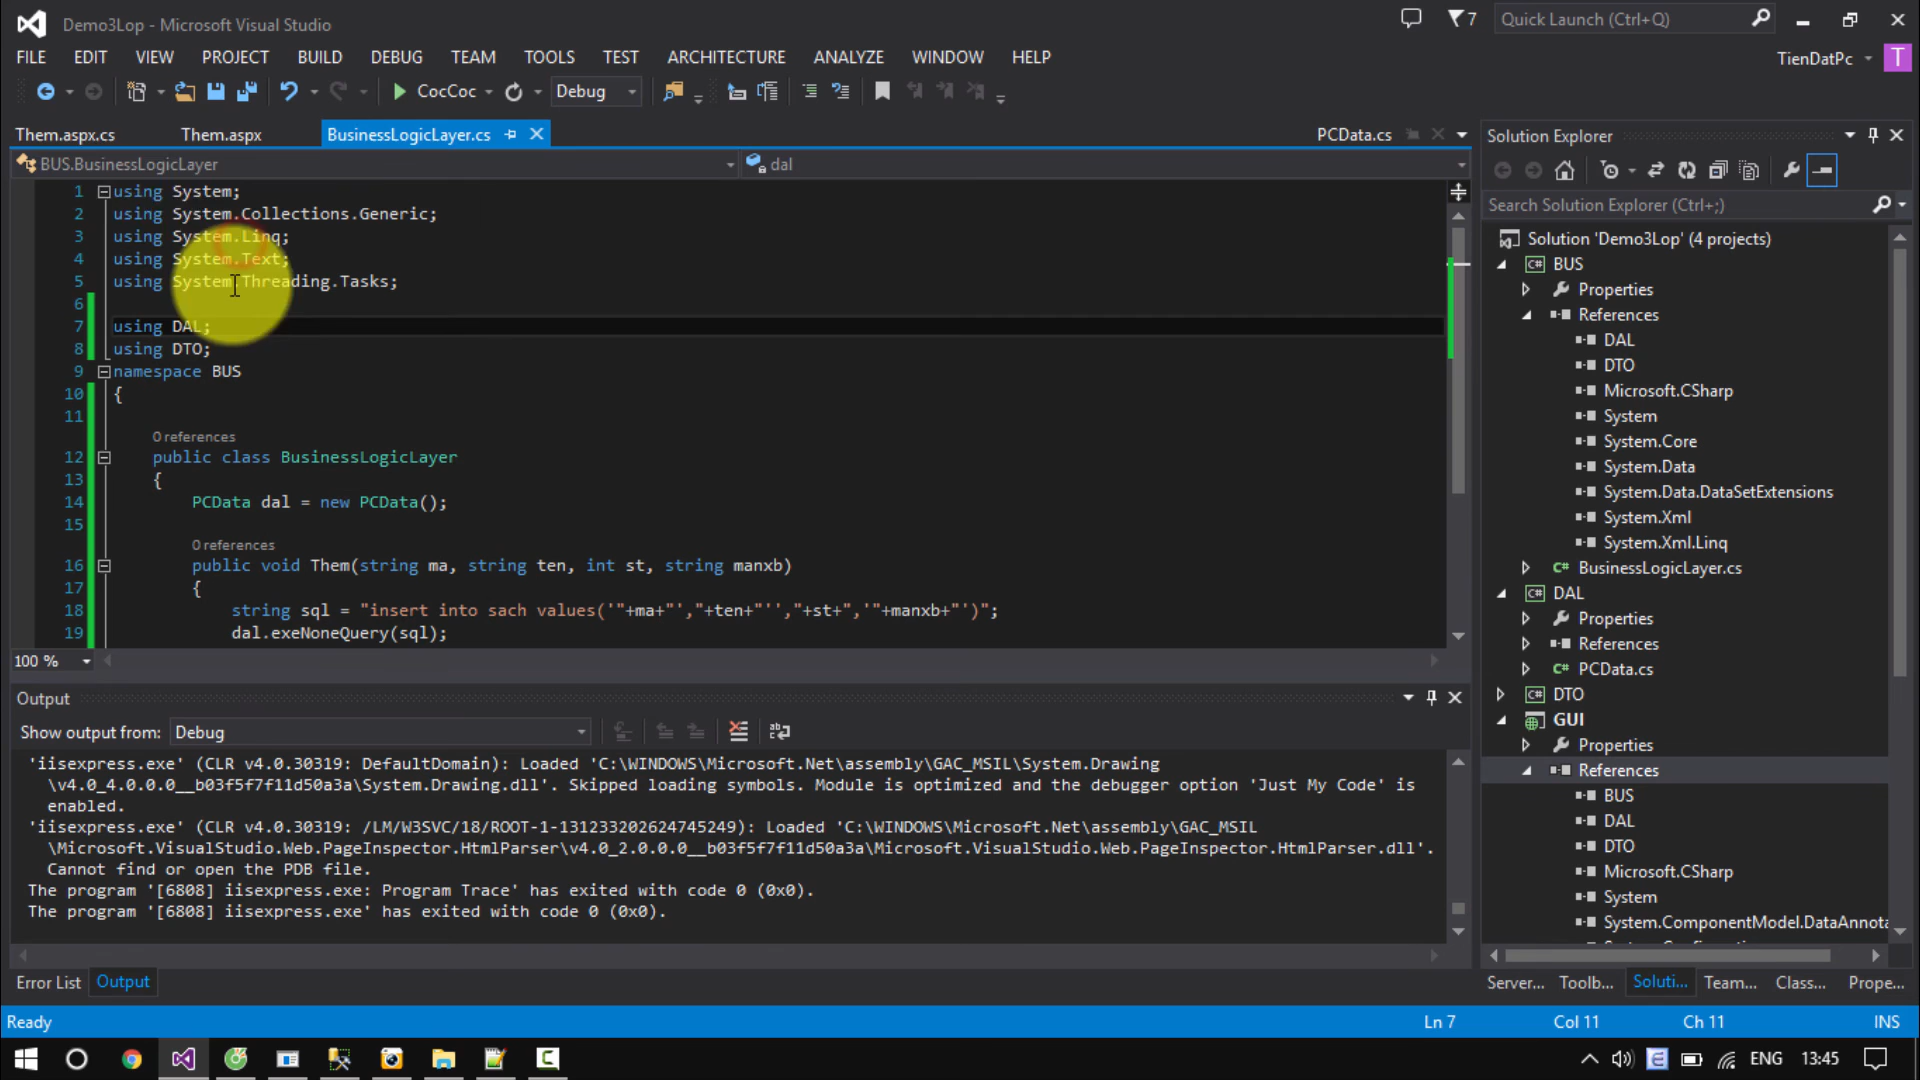 Demo3Lop - Microsoft Visual Studio
7
Quick Launch (Ctrl+Q)
FILE EDIT VIEW PROJECT BUILD DEBUG TEAM TOOLS TEST ARCHITECTURE ANALYZE WINDOW HELP
TienDatPc
T
CocCoc
Debug
Them.aspx.cs Them.aspx BusinessLogicLayer.cs PCData.cs
BUS.BusinessLogicLayer dal
1 using System;
2 using System.Collections.Generic;
3 using System.Linq;
4 using System.Text;
5 using System.Threading.Tasks;
6
7 using DAL;
8 using DTO;
9 namespace BUS
10 {
11
0 references
12 public class BusinessLogicLayer
13 {
14 PCData dal = new PCData();
15
0 references
16 public void Them(string ma, string ten, int st, string manxb)
17 {
18 string sql = "insert into sach values('"+ma+"',"+ten+"'',"+st+",'"+manxb+"')";
19 dal.exeNoneQuery(sql);
100 %
Output
Show output from: Debug
'iisexpress.exe' (CLR v4.0.30319: DefaultDomain): Loaded 'C:\WINDOWS\Microsoft.Net\assembly\GAC_MSIL\System.Drawing
\v4.0_4.0.0.0__b03f5f7f11d50a3a\System.Drawing.dll'. Skipped loading symbols. Module is optimized and the debugger option 'Just My Code' is
enabled.
'iisexpress.exe' (CLR v4.0.30319: /LM/W3SVC/18/ROOT-1-131233202624745249): Loaded 'C:\WINDOWS\Microsoft.Net\assembly\GAC_MSIL
\Microsoft.VisualStudio.Web.PageInspector.HtmlParser\v4.0_2.0.0.0__b03f5f7f11d50a3a\Microsoft.VisualStudio.Web.PageInspector.HtmlParser.dll'.
Cannot find or open the PDB file.
The program '[6808] iisexpress.exe: Program Trace' has exited with code 0 (0x0).
The program '[6808] iisexpress.exe' has exited with code 0 (0x0).
Error List Output
Solution Explorer
Search Solution Explorer (Ctrl+;)
Solution 'Demo3Lop' (4 projects)
BUS
Properties
References
DAL
DTO
Microsoft.CSharp
System
System.Core
System.Data
System.Data.DataSetExtensions
System.Xml
System.Xml.Linq
BusinessLogicLayer.cs
DAL
Properties
References
PCData.cs
DTO
GUI
Properties
References
BUS
DAL
DTO
Microsoft.CSharp
System
System.ComponentModel.DataAnnota
Server... Toolb... Soluti... Team... Class... Prope...
Ready Ln 7 Col 11 Ch 11 INS
ENG 13:45